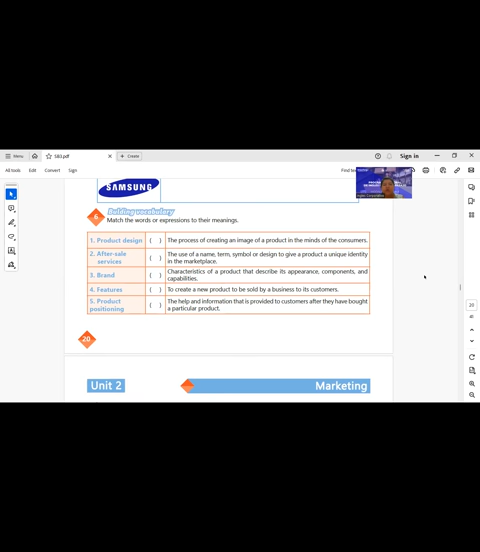 Menu
SB3.pdf
+ Create
Sign in
All tools Edit Convert Sign
SAMSUNG
6 Building vocabulary
Match the words or expressions to their meanings.
1. Product design ( ) The process of creating an image of a product in the minds of the consumers.
2. After-sale services ( ) The use of a name, term, symbol or design to give a product a unique identity
in the marketplace.
3. Brand ( ) Characteristics of a product that describe its appearance, components, and
capabilities.
4. Features ( ) To create a new product to be sold by a business to its customers.
5. Product positioning ( ) The help and information that is provided to customers after they have bought
a particular product.
20
20
Unit 2 Marketing